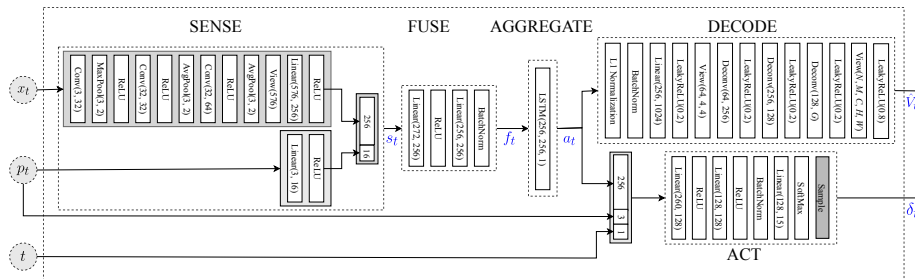 SENSE
FUSE
AGGREGATE
DECODE
x_t
Conv(3, 32)
MaxPool(3, 2)
ReLU
Conv(32, 32)
ReLU
AvgPool(3, 2)
Conv(32, 64)
ReLU
AvgPool(3, 2)
View(576)
Linear(576, 256)
ReLU
256
16
s_t
Linear(272, 256)
ReLU
Linear(256, 256)
BatchNorm
f_t
LSTM(256, 256, 1)
a_t
L1 Normalization
BatchNorm
Linear(256, 1024)
LeakyReLU(0.2)
View(64, 4, 4)
LeakyReLU(0.2)
Deconv(64, 256)
LeakyReLU(0.2)
Deconv(256, 128)
LeakyReLU(0.2)
Deconv(128, G)
LeakyReLU(0.2)
View(N, M, C, H, W)
LeakyReLU(0.8)
p_t
Linear(3, 16)
ReLU
256
3
1
Linear(260, 128)
ReLU
Linear(128, 128)
ReLU
BatchNorm
Linear(128, 15)
SoftMax
Sample
δ_t
t
ACT